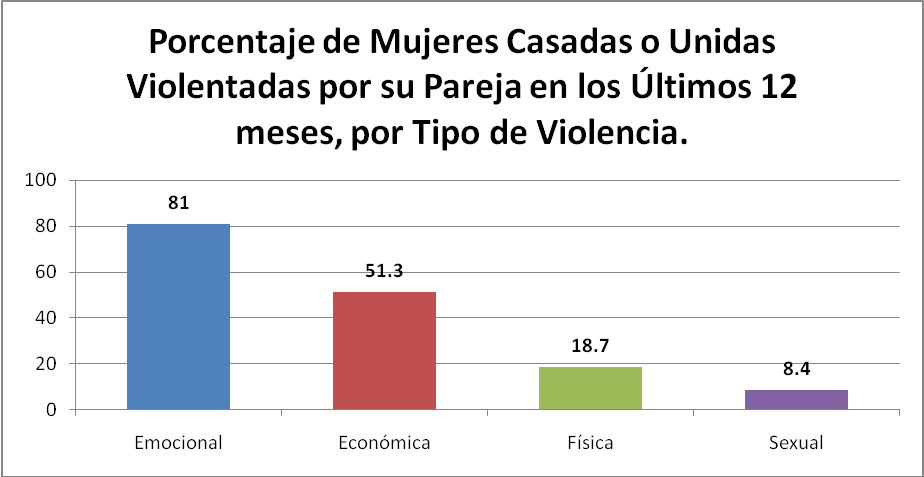 Porcentaje de Mujeres Casadas o Unidas
Violentadas por su Pareja en los Últimos 12
meses, por Tipo de Violencia.
100
80
60
40
20
0
81
51.3
18.7
8.4
Emocional
Económica
Física
Sexual